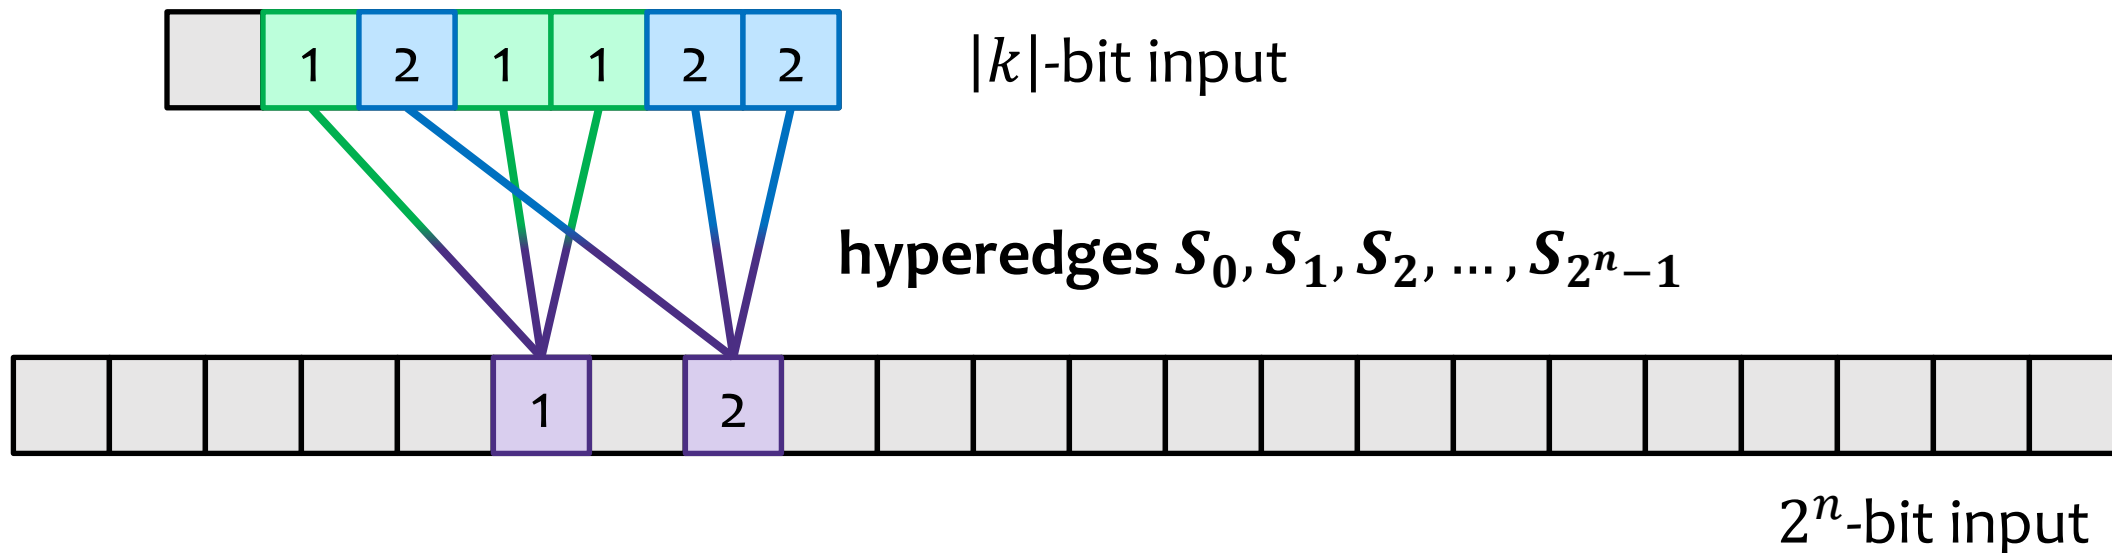 1 2 1 1 2 2
|k|-bit input
hyperedges S₀, S₁, S₂, … , S₂ⁿ₋₁
1 2
2ⁿ-bit input